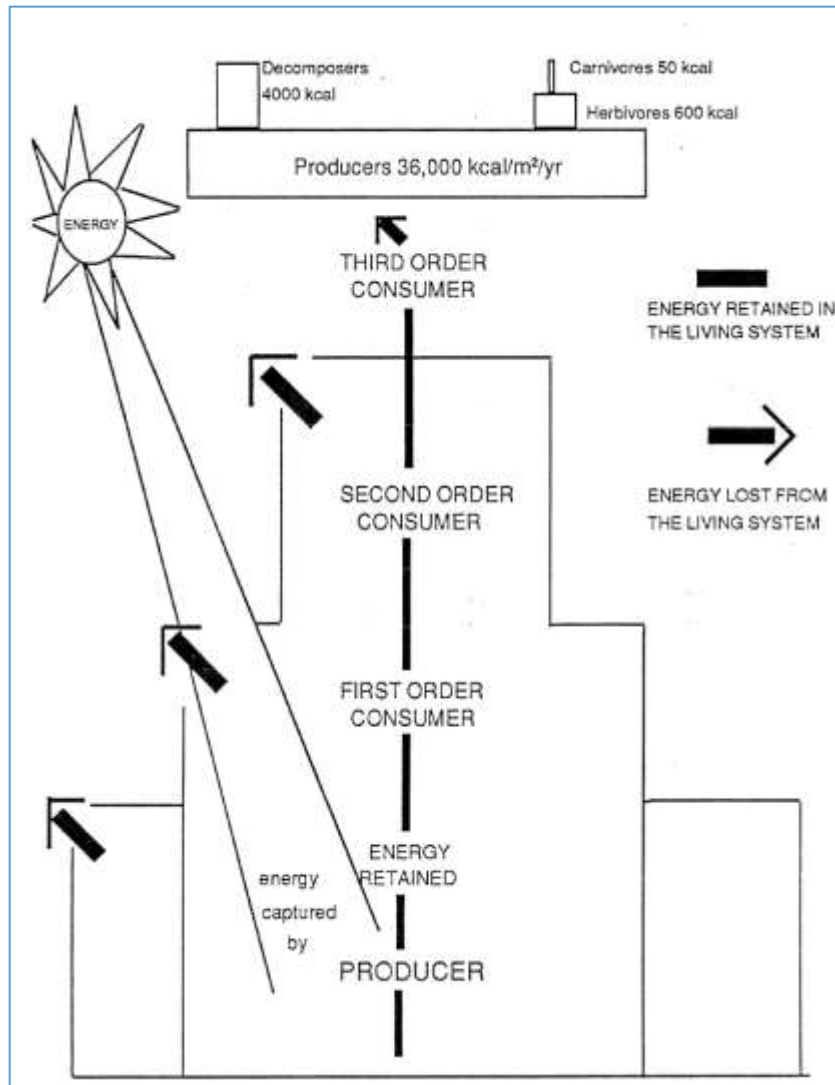 Decomposers
4000 kcal
Carnivores 50 kcal
Herbivores 600 kcal
Producers 36,000 kcal/m²/yr
ENERGY
THIRD ORDER
CONSUMER
ENERGY RETAINED IN
THE LIVING SYSTEM
SECOND ORDER
CONSUMER
ENERGY LOST FROM
THE LIVING SYSTEM
FIRST ORDER
CONSUMER
ENERGY
RETAINED
energy
captured
by
PRODUCER